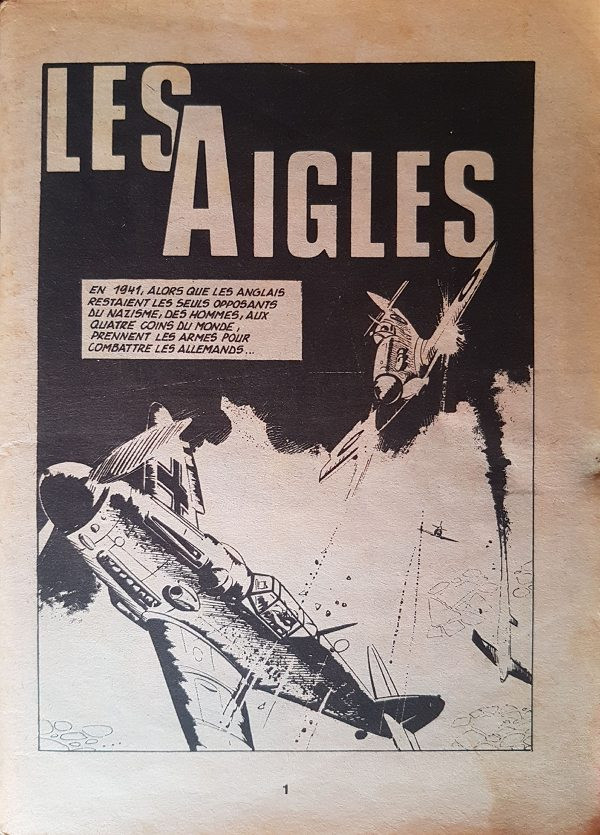 LES
AIGLES
EN 1941, ALORS QUE LES ANGLAIS
RESTAIENT LES SEULS OPPOSANTS
DU NAZISME, DES HOMMES, AUX
QUATRE COINS DU MONDE,
PRENNENT LES ARMES POUR
COMBATTRE LES ALLEMANDS...
1